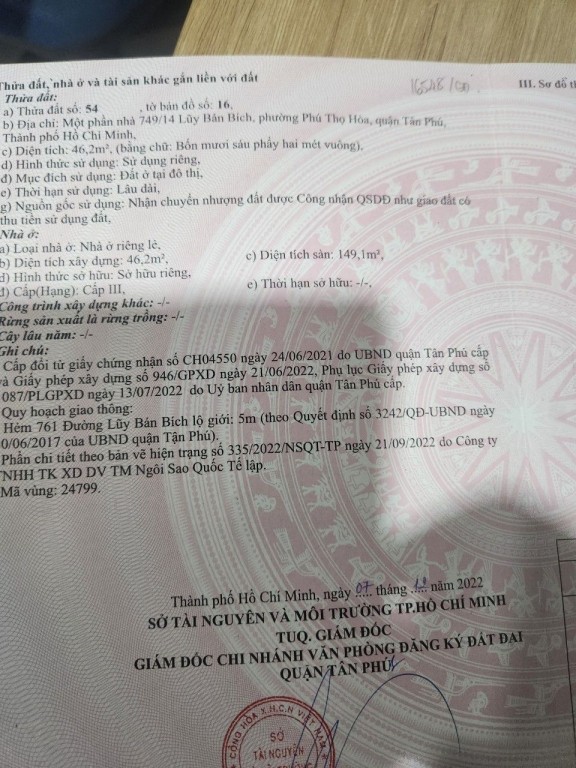 Thửa đất, nhà ở và tài sản khác gắn liền với đất III. Sơ đồ
Thửa đất:
a) Thửa đất số: 54 , tờ bản đồ số: 16,
b) Địa chỉ: Một phần nhà 749/14 Lũy Bán Bích, phường Phú Thọ Hòa, quận Tân Phú,
Thành phố Hồ Chí Minh,
c) Diện tích: 46,2m², (bằng chữ: Bốn mươi sáu phẩy hai mét vuông),
d) Hình thức sử dụng: Sử dụng riêng,
đ) Mục đích sử dụng: Đất ở tại đô thị,
e) Thời hạn sử dụng: Lâu dài,
g) Nguồn gốc sử dụng: Nhận chuyển nhượng đất được Công nhận QSDĐ như giao đất có
thu tiền sử dụng đất,
Nhà ở:
a) Loại nhà ở: Nhà ở riêng lẻ,
b) Diện tích xây dựng: 46,2m², c) Diện tích sàn: 149,1m²,
d) Hình thức sở hữu: Sở hữu riêng,
đ) Cấp(Hạng): Cấp III, e) Thời hạn sở hữu: -/-,
Công trình xây dựng khác: -/-
Rừng sản xuất là rừng trồng: -/-
Cây lâu năm: -/-
Ghi chú:
Cấp đổi từ giấy chứng nhận số CH04550 ngày 24/06/2021 do UBND quận Tân Phú cấp
và Giấy phép xây dựng số 946/GPXD ngày 21/06/2022, Phụ lục Giấy phép xây dựng số
087/PLGPXD ngày 13/07/2022 do Uỷ ban nhân dân quận Tân Phú cấp.
Quy hoạch giao thông:
Hẻm 761 Đường Lũy Bán Bích lộ giới: 5m (theo Quyết định số 3242/QĐ-UBND ngày
0/06/2017 của UBND quận Tân Phú).
Phần chi tiết theo bản vẽ hiện trạng số 335/2022/NSQT-TP ngày 21/09/2022 do Công ty
TNHH TK XD DV TM Ngôi Sao Quốc Tế lập.
Mã vùng: 24799.
Thành phố Hồ Chí Minh, ngày 07 tháng năm 2022
SỞ TÀI NGUYÊN VÀ MÔI TRƯỜNG TP.HỒ CHÍ MINH
TUQ. GIÁM ĐỐC
GIÁM ĐỐC CHI NHÁNH VĂN PHÒNG ĐĂNG KÝ ĐẤT ĐAI
QUẬN TÂN PHÚ
CỘNG HÒA X.H.C.N VIỆT NAM
SỞ
TÀI NGUYÊN